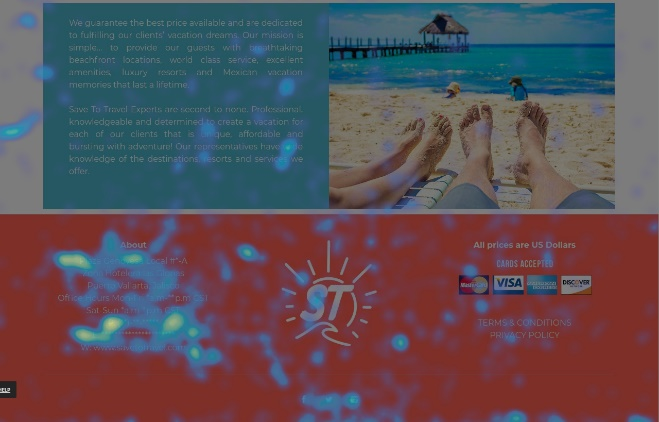 We guarantee the best price available and are dedicated
to fulfilling our clients' vacation dreams. Our mission is
simple... to provide our guests with breathtaking
beachfront locations, world class service, excellent
amenities, luxury resorts and Mexican vacation
memories that last a lifetime.
Save To Travel Experts are second to none. Professional,
knowledgeable and determined to create a vacation for
each of our clients that is unique, affordable and
bursting with adventure! Our representatives have
knowledge of the destinations, resorts and services we
offer.
About
Office Hours
ST
All prices are US Dollars
CARDS ACCEPTED
MasterCard
VISA
DISCOVER
TERMS & CONDITIONS
PRIVACY POLICY
HELP